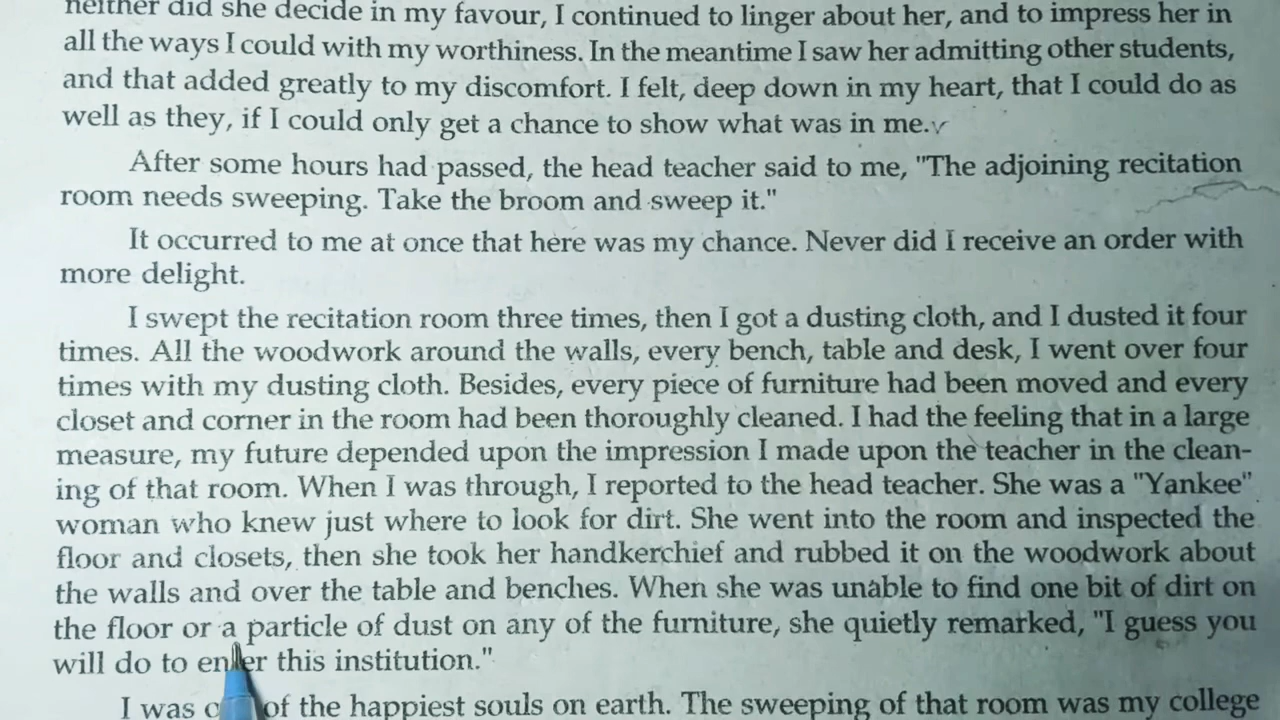 neither did she decide in my favour, I continued to linger about her, and to impress her in
all the ways I could with my worthiness. In the meantime I saw her admitting other students,
and that added greatly to my discomfort. I felt, deep down in my heart, that I could do as
well as they, if I could only get a chance to show what was in me.
After some hours had passed, the head teacher said to me, "The adjoining recitation
room needs sweeping. Take the broom and sweep it."
It occurred to me at once that here was my chance. Never did I receive an order with
more delight.
I swept the recitation room three times, then I got a dusting cloth, and I dusted it four
times. All the woodwork around the walls, every bench, table and desk, I went over four
times with my dusting cloth. Besides, every piece of furniture had been moved and every
closet and corner in the room had been thoroughly cleaned. I had the feeling that in a large
measure, my future depended upon the impression I made upon the teacher in the clean-
ing of that room. When I was through, I reported to the head teacher. She was a "Yankee"
woman who knew just where to look for dirt. She went into the room and inspected the
floor and closets, then she took her handkerchief and rubbed it on the woodwork about
the walls and over the table and benches. When she was unable to find one bit of dirt on
the floor or a particle of dust on any of the furniture, she quietly remarked, "I guess you
will do to enter this institution."
I was of the happiest souls on earth. The sweeping of that room was my college